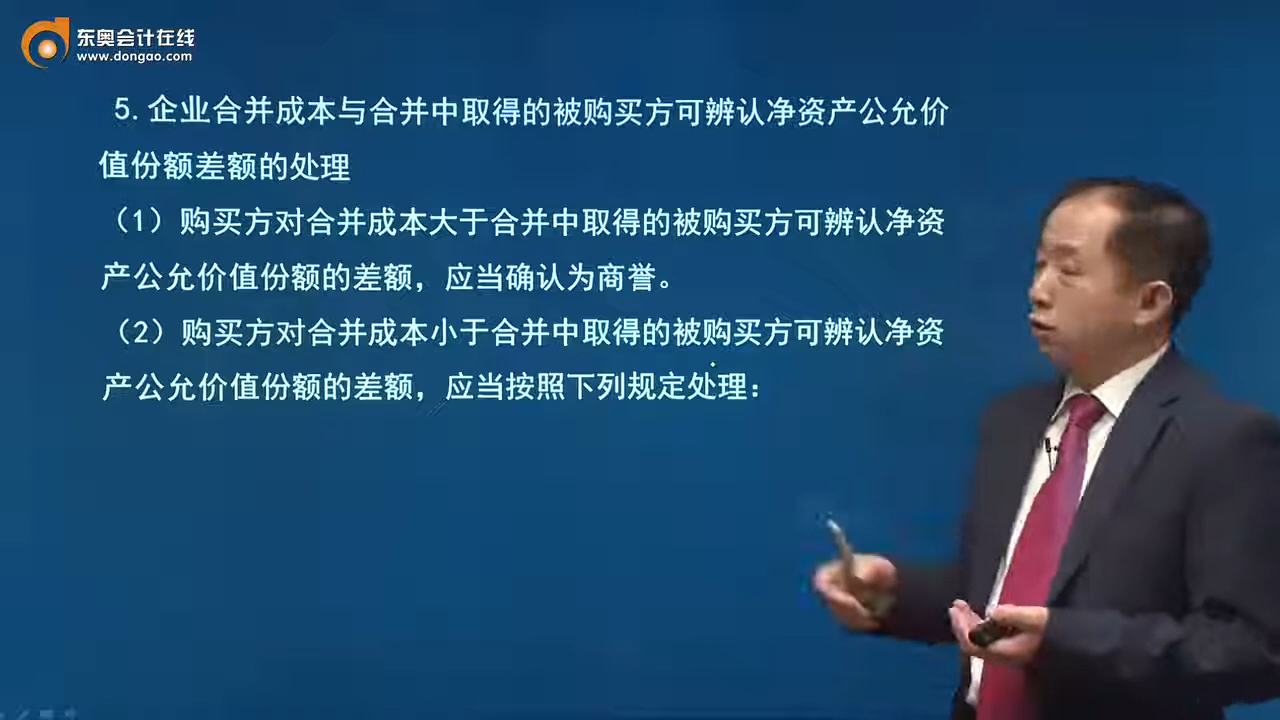 东奥会计在线
www.dongao.com
5.企业合并成本与合并中取得的被购买方可辨认净资产公允价
值份额差额的处理
（1）购买方对合并成本大于合并中取得的被购买方可辨认净资
产公允价值份额的差额，应当确认为商誉。
（2）购买方对合并成本小于合并中取得的被购买方可辨认净资
产公允价值份额的差额，应当按照下列规定处理：